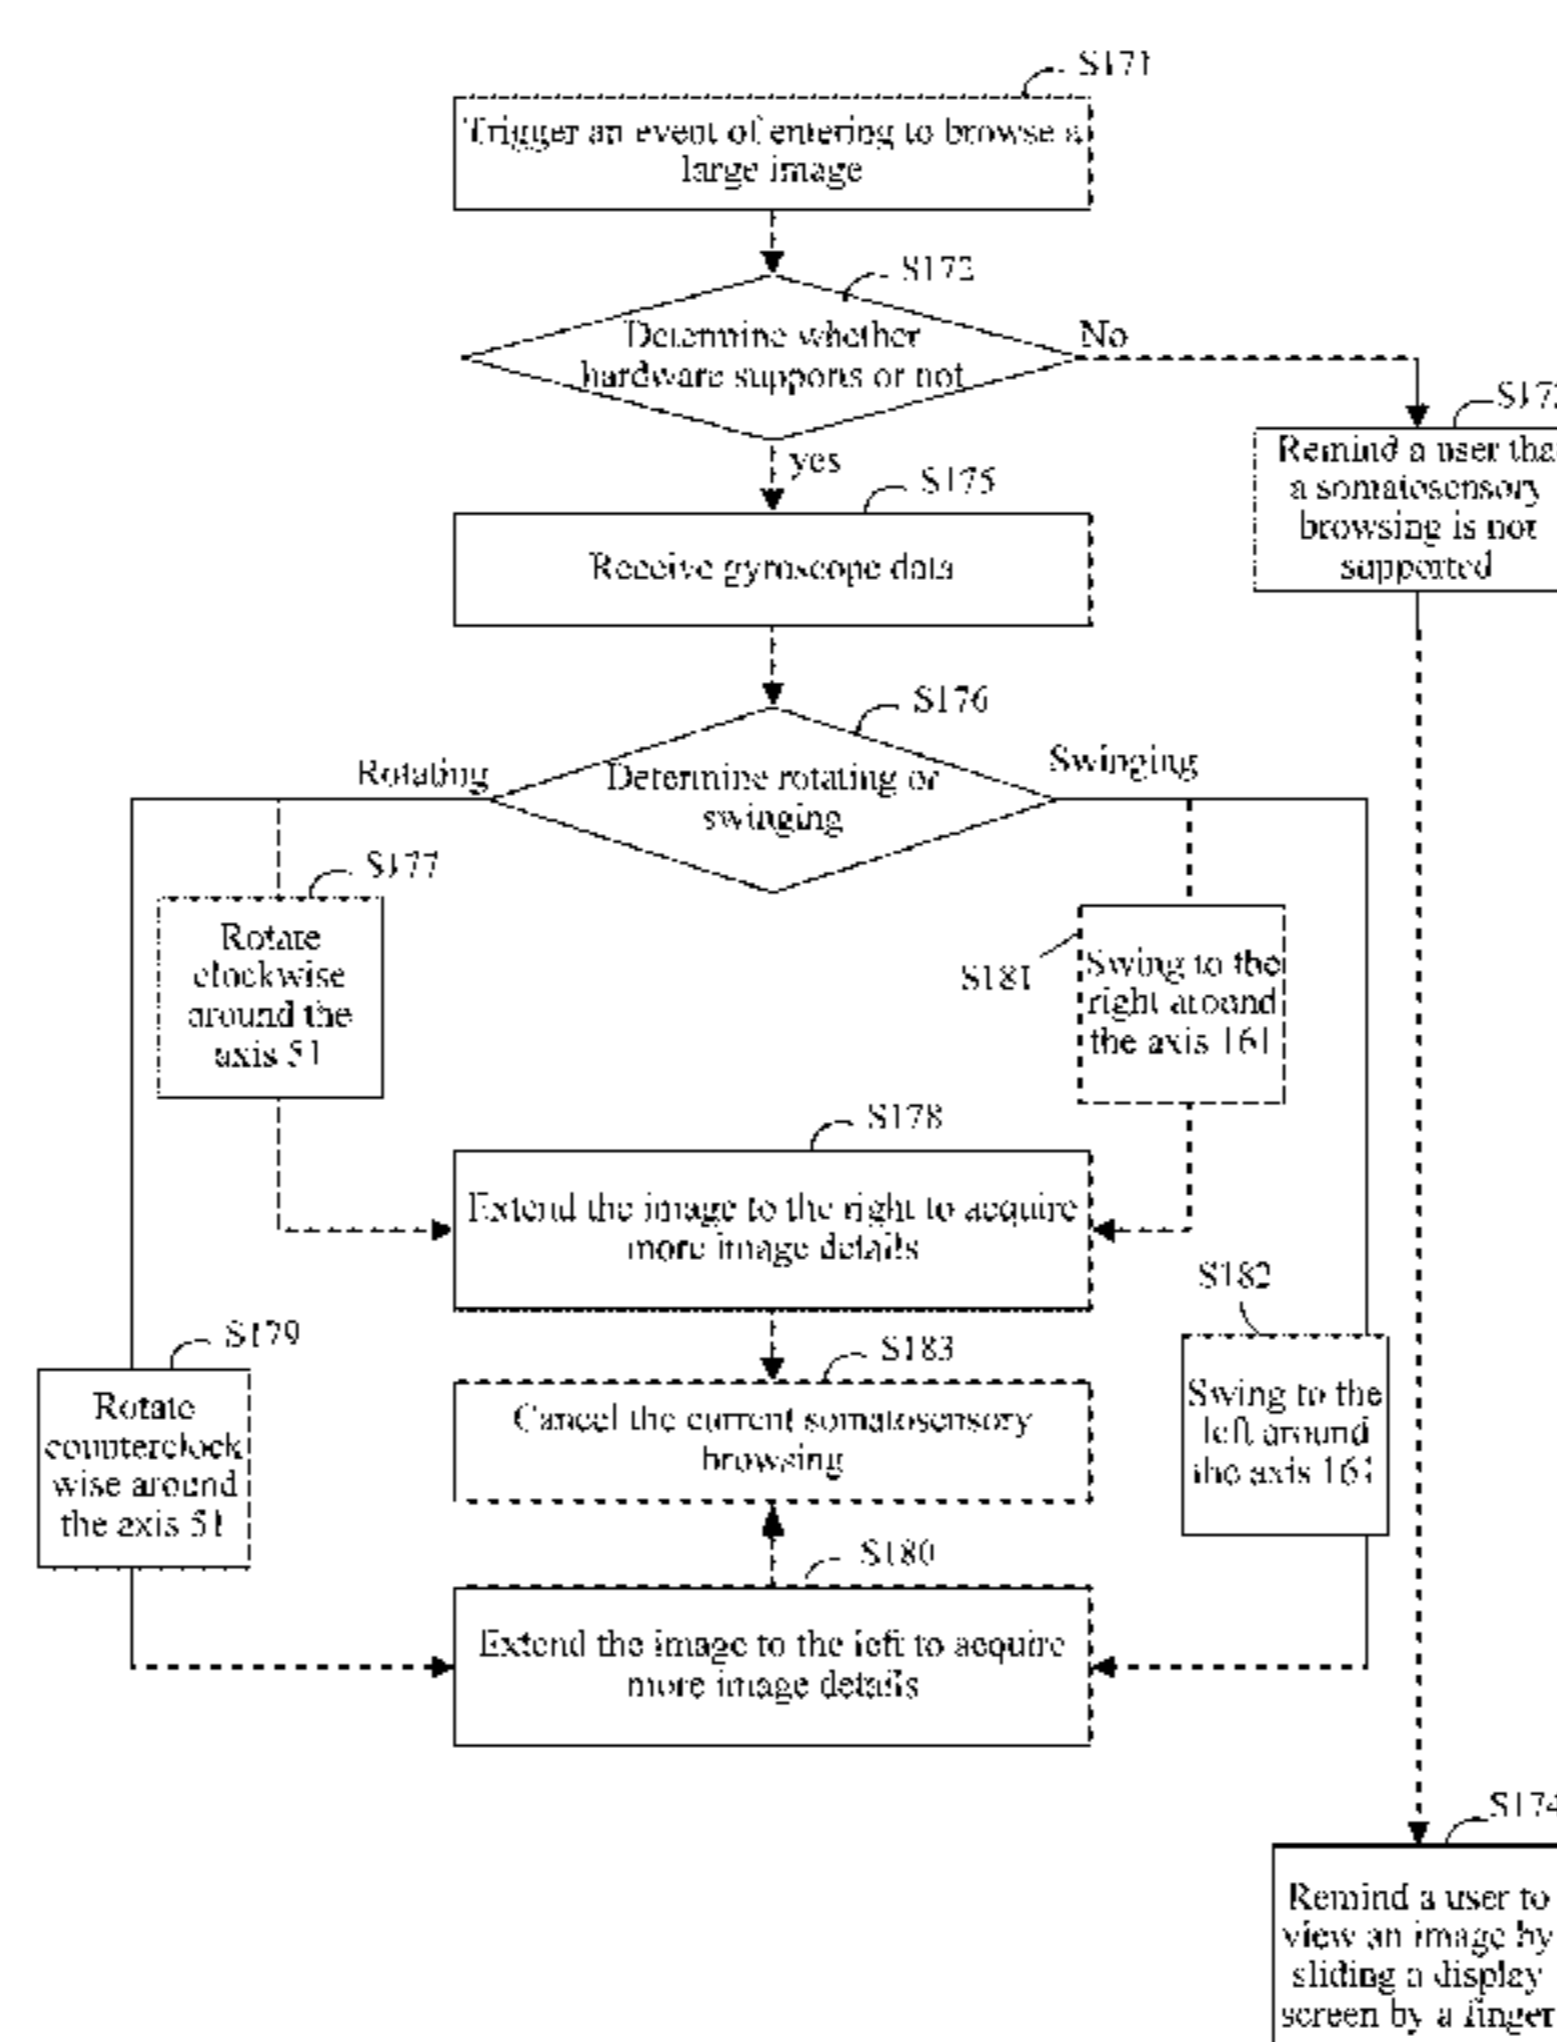 S171
Trigger an event of entering to browse a
large image
S172
Determine whether
hardware supports or not
No
yes
Remind a user
a somatosensory
browsing is not
supported
S175
Receive gyroscope data
S176
Rotating
Determine rotating or
swinging
Swinging
S177
Rotate
clockwise
around the
axis 51
S181
Swing to the
right around
the axis 161
S178
Extend the image to the right to acquire
more image details
S182
S179
Rotate
counterclock
wise around
the axis 51
S183
Cancel the current somatosensory
browsing
Swing to the
left around
the axis 161
S180
Extend the image to the left to acquire
more image details
S174
Remind a user to
view an image by
sliding a display
screen by a finger